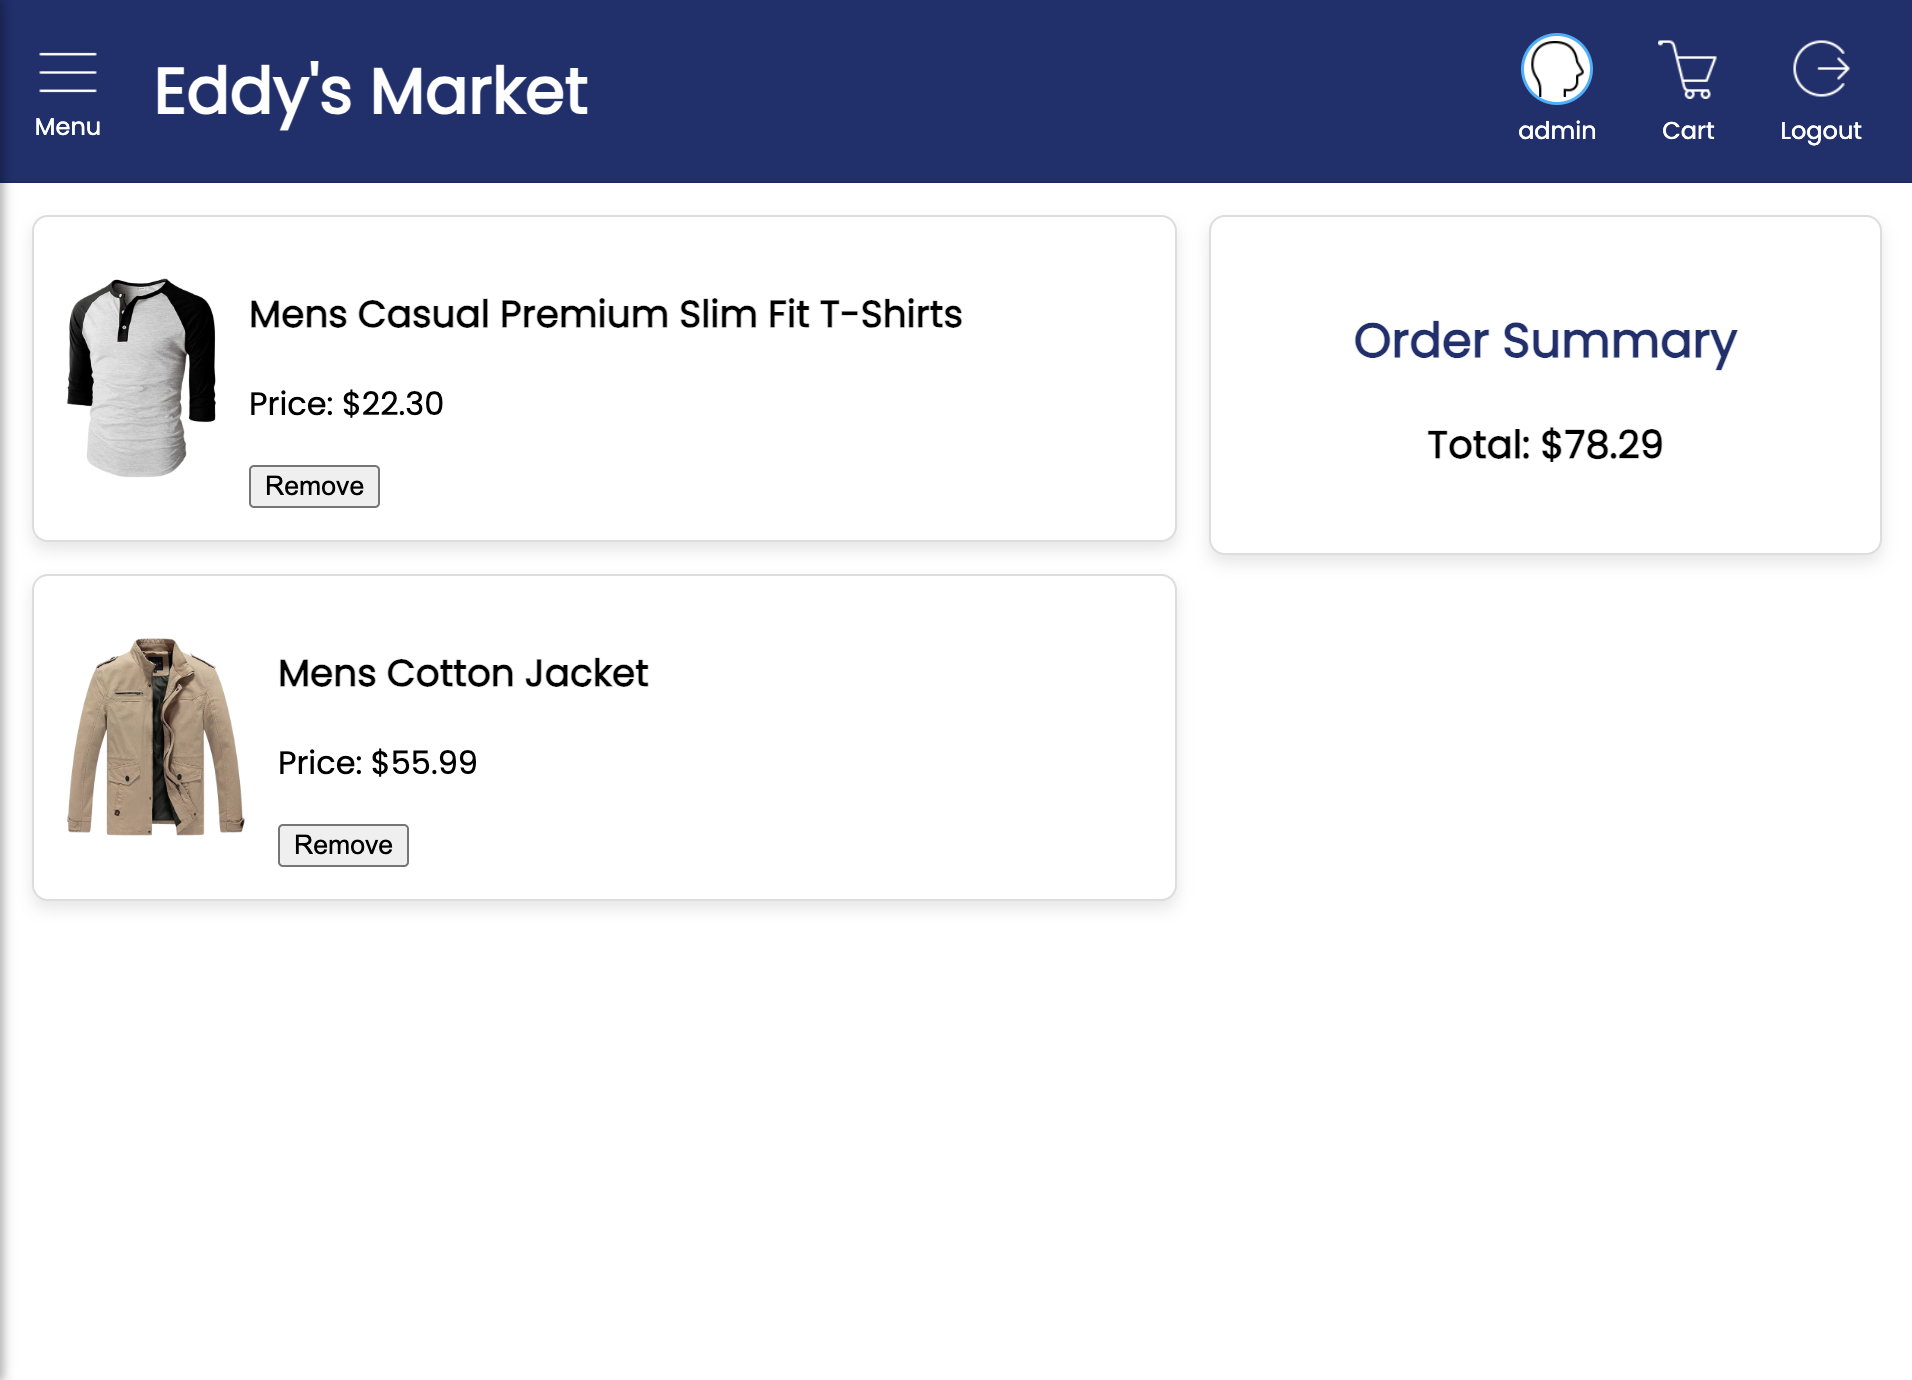 Menu
Eddy's Market
admin
Cart
Logout
Mens Casual Premium Slim Fit T-Shirts
Price: $22.30
Remove
Order Summary
Total: $78.29
Mens Cotton Jacket
Price: $55.99
Remove